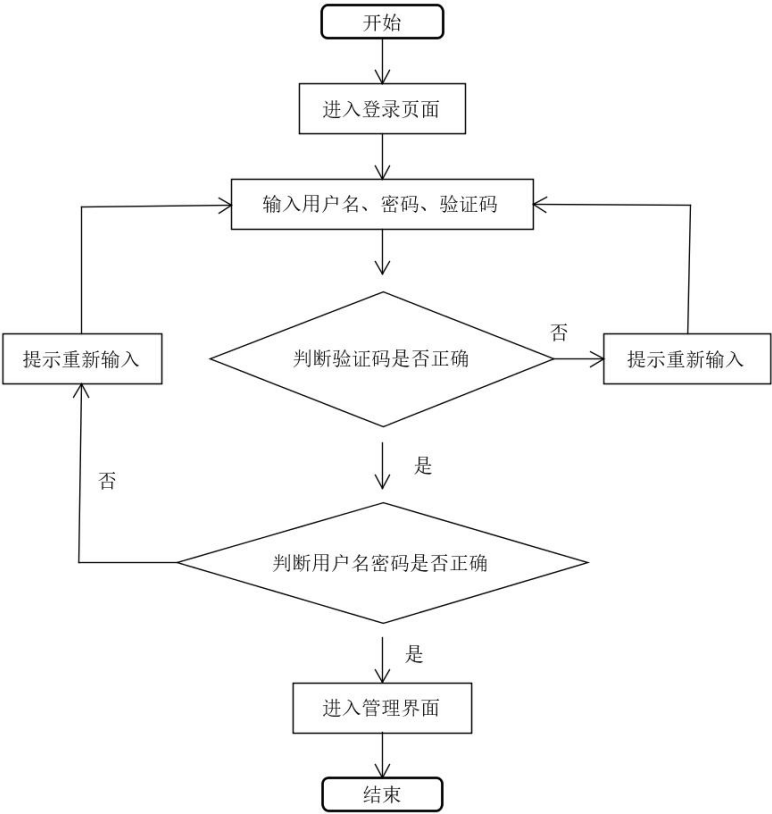 开始
进入登录页面
输入用户名、密码、验证码
否
提示重新输入
判断验证码是否正确
提示重新输入
是
否
判断用户名密码是否正确
是
进入管理界面
结束